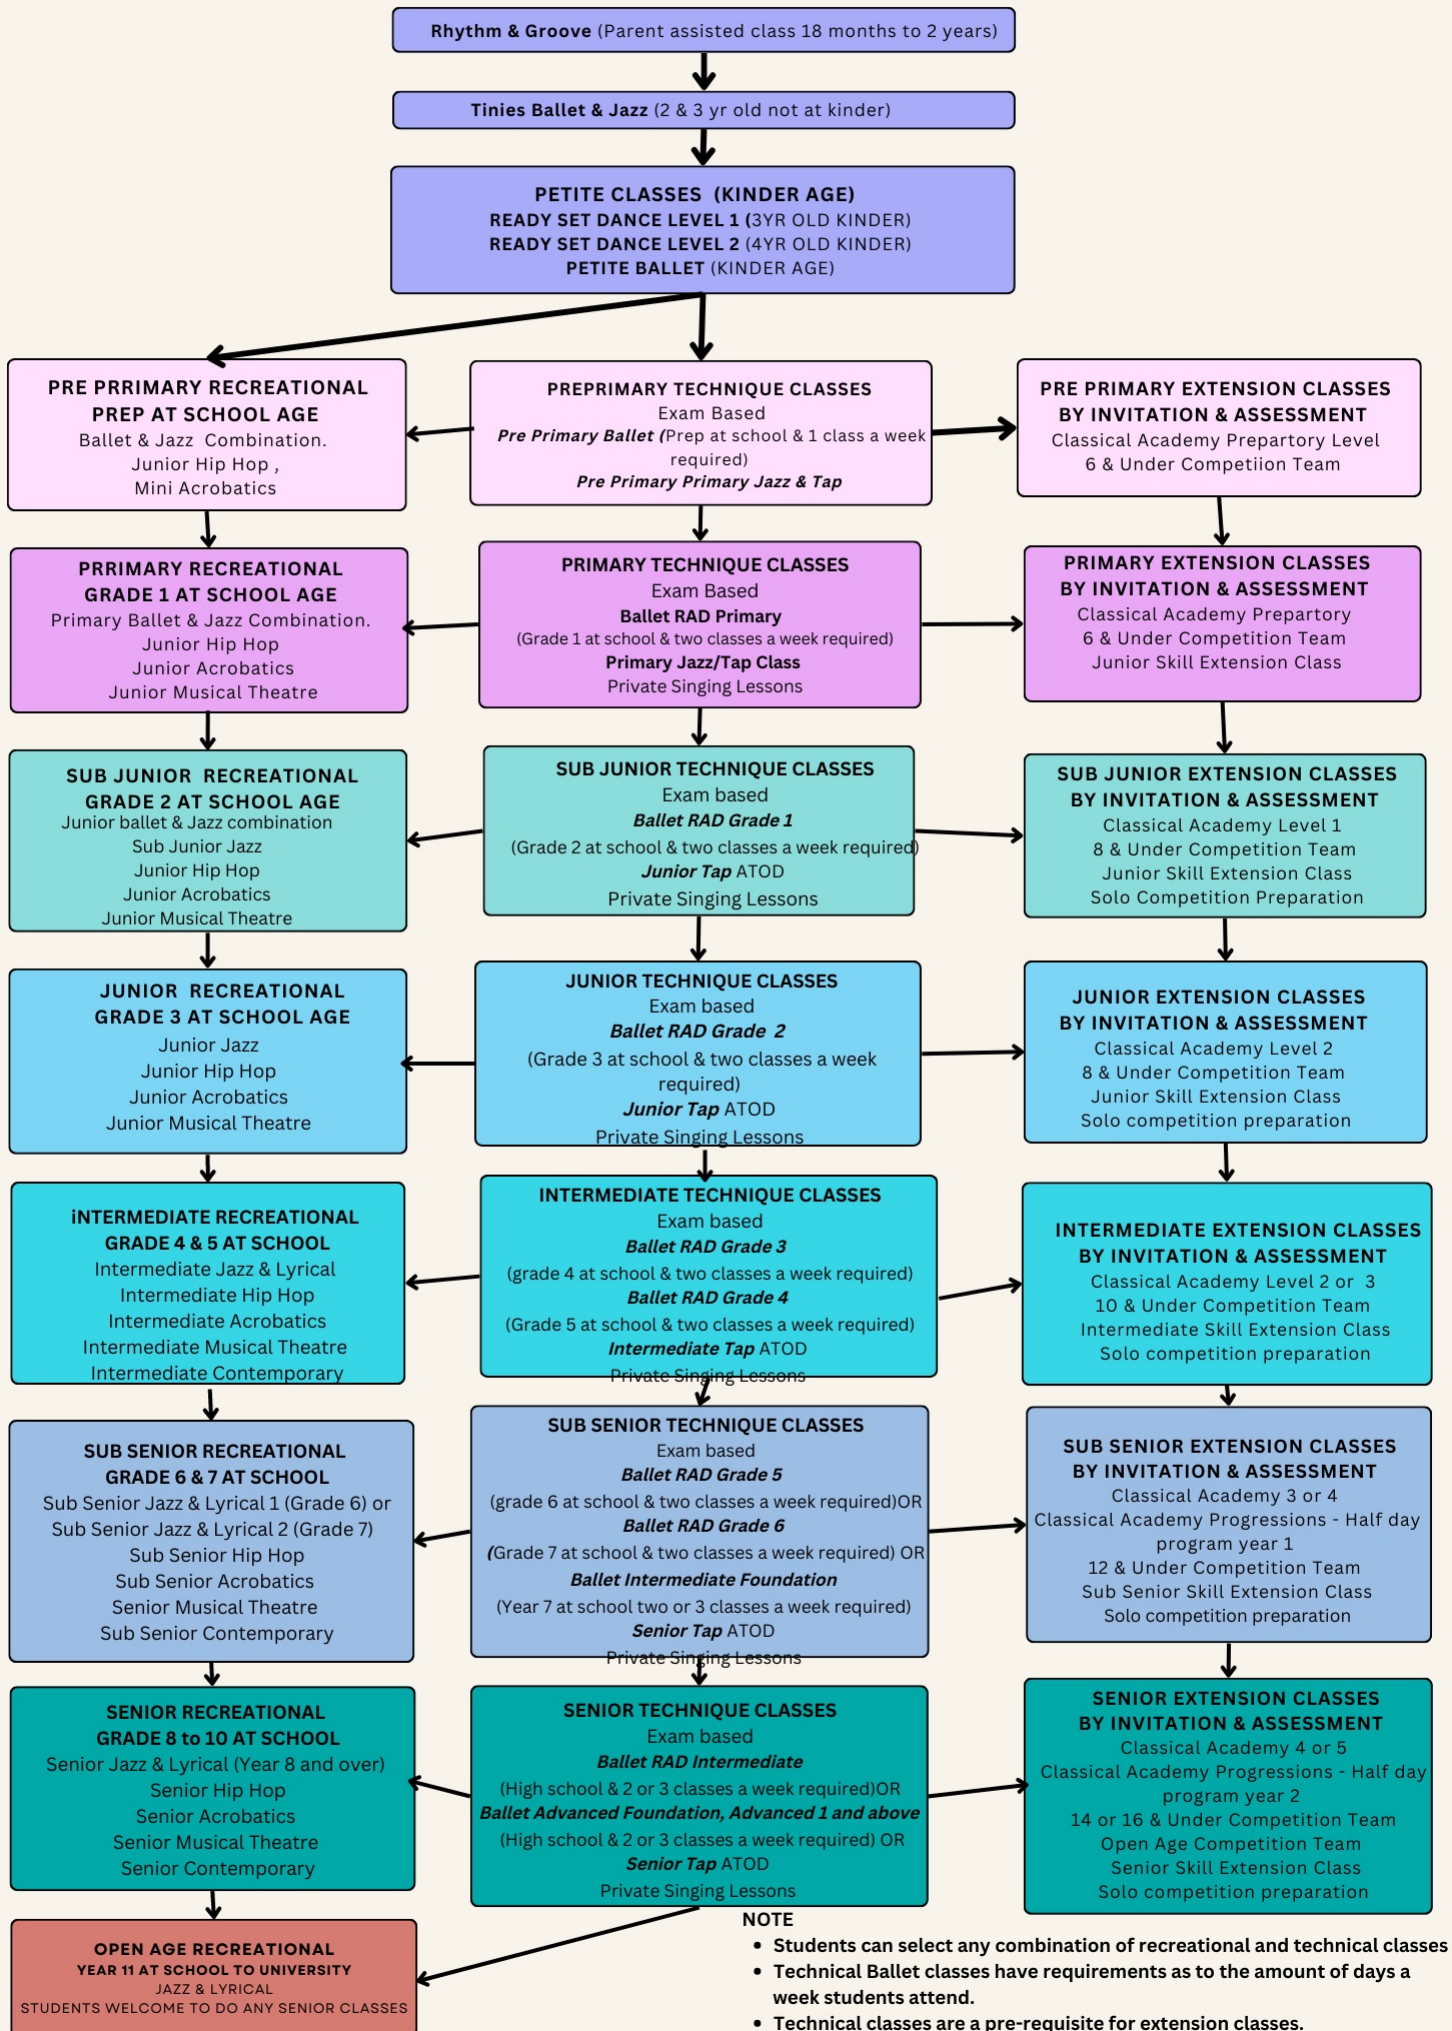 Rhythm & Groove (Parent assisted class 18 months to 2 years)
Tinies Ballet & Jazz (2 & 3 yr old not at kinder)
PETITE CLASSES (KINDER AGE)
READY SET DANCE LEVEL 1 (3YR OLD KINDER)
READY SET DANCE LEVEL 2 (4YR OLD KINDER)
PETITE BALLET (KINDER AGE)
PRE PRRIMARY RECREATIONAL
PREP AT SCHOOL AGE
Ballet & Jazz Combination.
Junior Hip Hop ,
Mini Acrobatics
PREPRIMARY TECHNIQUE CLASSES
Exam Based
Pre Primary Ballet (Prep at school & 1 class a week
required)
Pre Primary Primary Jazz & Tap
PRE PRIMARY EXTENSION CLASSES
BY INVITATION & ASSESSMENT
Classical Academy Prepartory Level
6 & Under Competiion Team
PRRIMARY RECREATIONAL
GRADE 1 AT SCHOOL AGE
Primary Ballet & Jazz Combination.
Junior Hip Hop
Junior Acrobatics
Junior Musical Theatre
PRIMARY TECHNIQUE CLASSES
Exam Based
Ballet RAD Primary
(Grade 1 at school & two classes a week required)
Primary Jazz/Tap Class
Private Singing Lessons
PRIMARY EXTENSION CLASSES
BY INVITATION & ASSESSMENT
Classical Academy Prepartory
6 & Under Competition Team
Junior Skill Extension Class
SUB JUNIOR RECREATIONAL
GRADE 2 AT SCHOOL AGE
Junior ballet & Jazz combination
Sub Junior Jazz
Junior Hip Hop
Junior Acrobatics
Junior Musical Theatre
SUB JUNIOR TECHNIQUE CLASSES
Exam based
Ballet RAD Grade 1
(Grade 2 at school & two classes a week required)
Junior Tap ATOD
Private Singing Lessons
SUB JUNIOR EXTENSION CLASSES
BY INVITATION & ASSESSMENT
Classical Academy Level 1
8 & Under Competition Team
Junior Skill Extension Class
Solo Competition Preparation
JUNIOR RECREATIONAL
GRADE 3 AT SCHOOL AGE
Junior Jazz
Junior Hip Hop
Junior Acrobatics
Junior Musical Theatre
JUNIOR TECHNIQUE CLASSES
Exam based
Ballet RAD Grade 2
(Grade 3 at school & two classes a week
required)
Junior Tap ATOD
Private Singing Lessons
JUNIOR EXTENSION CLASSES
BY INVITATION & ASSESSMENT
Classical Academy Level 2
8 & Under Competition Team
Junior Skill Extension Class
Solo competition preparation
iNTERMEDIATE RECREATIONAL
GRADE 4 & 5 AT SCHOOL
Intermediate Jazz & Lyrical
Intermediate Hip Hop
Intermediate Acrobatics
Intermediate Musical Theatre
Intermediate Contemporary
INTERMEDIATE TECHNIQUE CLASSES
Exam based
Ballet RAD Grade 3
(grade 4 at school & two classes a week required)
Ballet RAD Grade 4
(Grade 5 at school & two classes a week required)
Intermediate Tap ATOD
Private Singing Lessons
INTERMEDIATE EXTENSION CLASSES
BY INVITATION & ASSESSMENT
Classical Academy Level 2 or 3
10 & Under Competition Team
Intermediate Skill Extension Class
Solo competition preparation
SUB SENIOR RECREATIONAL
GRADE 6 & 7 AT SCHOOL
Sub Senior Jazz & Lyrical 1 (Grade 6) or
Sub Senior Jazz & Lyrical 2 (Grade 7)
Sub Senior Hip Hop
Sub Senior Acrobatics
Senior Musical Theatre
Sub Senior Contemporary
SUB SENIOR TECHNIQUE CLASSES
Exam based
Ballet RAD Grade 5
(grade 6 at school & two classes a week required)OR
Ballet RAD Grade 6
(Grade 7 at school & two classes a week required) OR
Ballet Intermediate Foundation
(Year 7 at school two or 3 classes a week required)
Senior Tap ATOD
Private Singing Lessons
SUB SENIOR EXTENSION CLASSES
BY INVITATION & ASSESSMENT
Classical Academy 3 or 4
Classical Academy Progressions - Half day
program year 1
12 & Under Competition Team
Sub Senior Skill Extension Class
Solo competition preparation
SENIOR RECREATIONAL
GRADE 8 to 10 AT SCHOOL
Senior Jazz & Lyrical (Year 8 and over)
Senior Hip Hop
Senior Acrobatics
Senior Musical Theatre
Senior Contemporary
SENIOR TECHNIQUE CLASSES
Exam based
Ballet RAD Intermediate
(High school & 2 or 3 classes a week required)OR
Ballet Advanced Foundation, Advanced 1 and above
(High school & 2 or 3 classes a week required) OR
Senior Tap ATOD
Private Singing Lessons
SENIOR EXTENSION CLASSES
BY INVITATION & ASSESSMENT
Classical Academy 4 or 5
Classical Academy Progressions - Half day
program year 2
14 or 16 & Under Competition Team
Open Age Competition Team
Senior Skill Extension Class
Solo competition preparation
OPEN AGE RECREATIONAL
YEAR 11 AT SCHOOL TO UNIVERSITY
JAZZ & LYRICAL
STUDENTS WELCOME TO DO ANY SENIOR CLASSES
NOTE
• Students can select any combination of recreational and technical classes
• Technical Ballet classes have requirements as to the amount of days a
week students attend.
• Technical classes are a pre-requisite for extension classes.